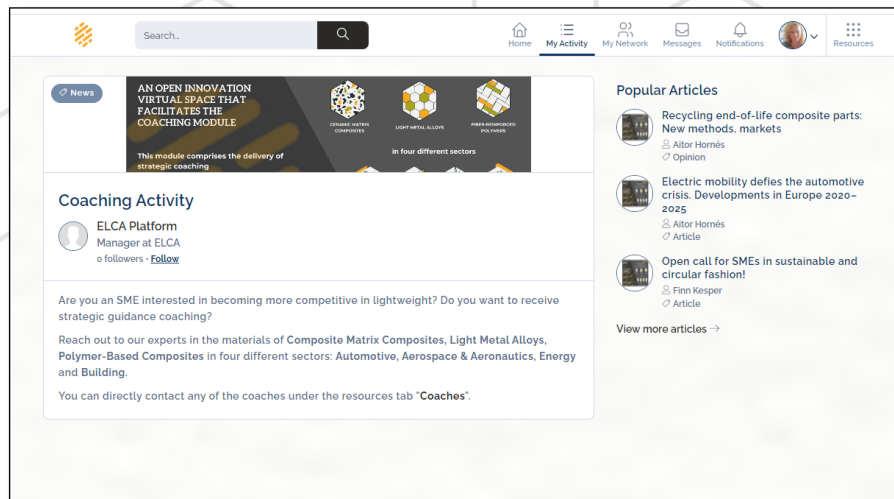 Search..
Home
My Activity
My Network
Messages
Notifications
Resources
News
AN OPEN INNOVATION
VIRTUAL SPACE THAT
FACILITATES THE
COACHING MODULE
This module comprises the delivery of
strategic coaching
CERAMIC MATRIX
COMPOSITES
LIGHT METAL ALLOYS
FIBER-REINFORCED
POLYMERS
in four different sectors
Coaching Activity
ELCA Platform
Manager at ELCA
0 followers • Follow
Are you an SME interested in becoming more competitive in lightweight? Do you want to receive
strategic guidance coaching?
Reach out to our experts in the materials of Composite Matrix Composites, Light Metal Alloys,
Polymer-Based Composites in four different sectors: Automotive, Aerospace & Aeronautics, Energy
and Building.
You can directly contact any of the coaches under the resources tab "Coaches".
Popular Articles
Recycling end-of-life composite parts:
New methods, markets
Aitor Hornés
Opinion
Electric mobility defies the automotive
crisis. Developments in Europe 2020–
2025
Aitor Hornés
Article
Open call for SMEs in sustainable and
circular fashion!
Finn Kesper
Article
View more articles →